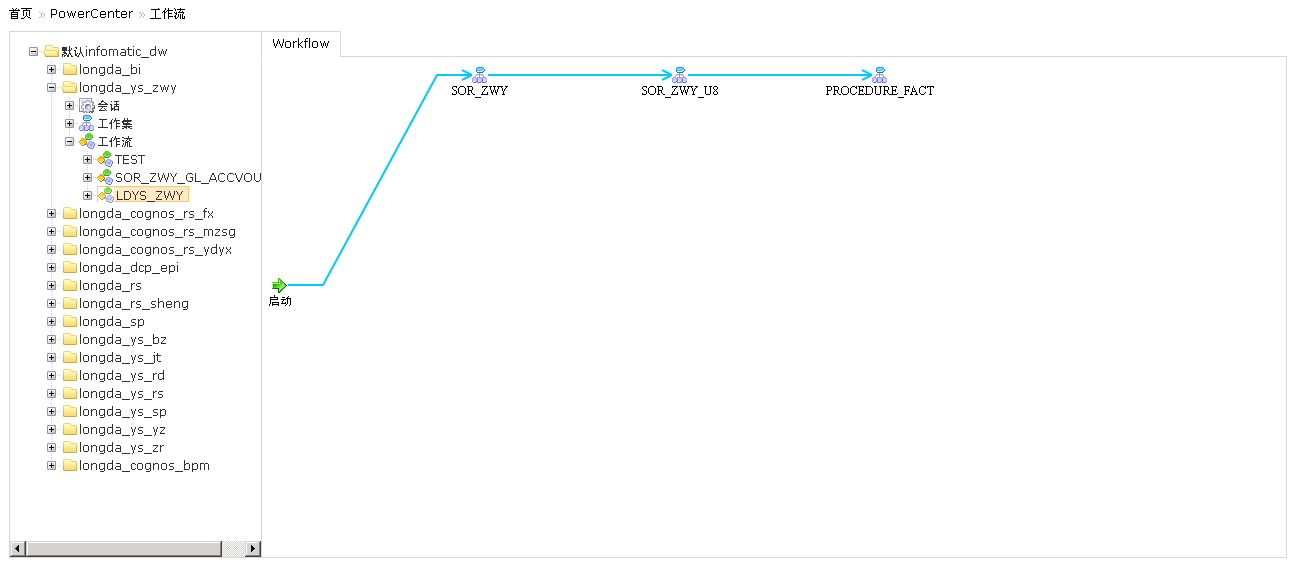 首页 » PowerCenter » 工作流
Workflow
默认infomatic_dw
longda_bi
longda_ys_zwy
会话
工作集
工作流
TEST
SOR_ZWY_GL_ACCVOU
LDYS_ZWY
longda_cognos_rs_fx
longda_cognos_rs_mzsg
longda_cognos_rs_ydyx
longda_dcp_epi
longda_rs
longda_rs_sheng
longda_sp
longda_ys_bz
longda_ys_jt
longda_ys_rd
longda_ys_rs
longda_ys_sp
longda_ys_yz
longda_ys_zr
longda_cognos_bpm
SOR_ZWY
SOR_ZWY_U8
PROCEDURE_FACT
启动